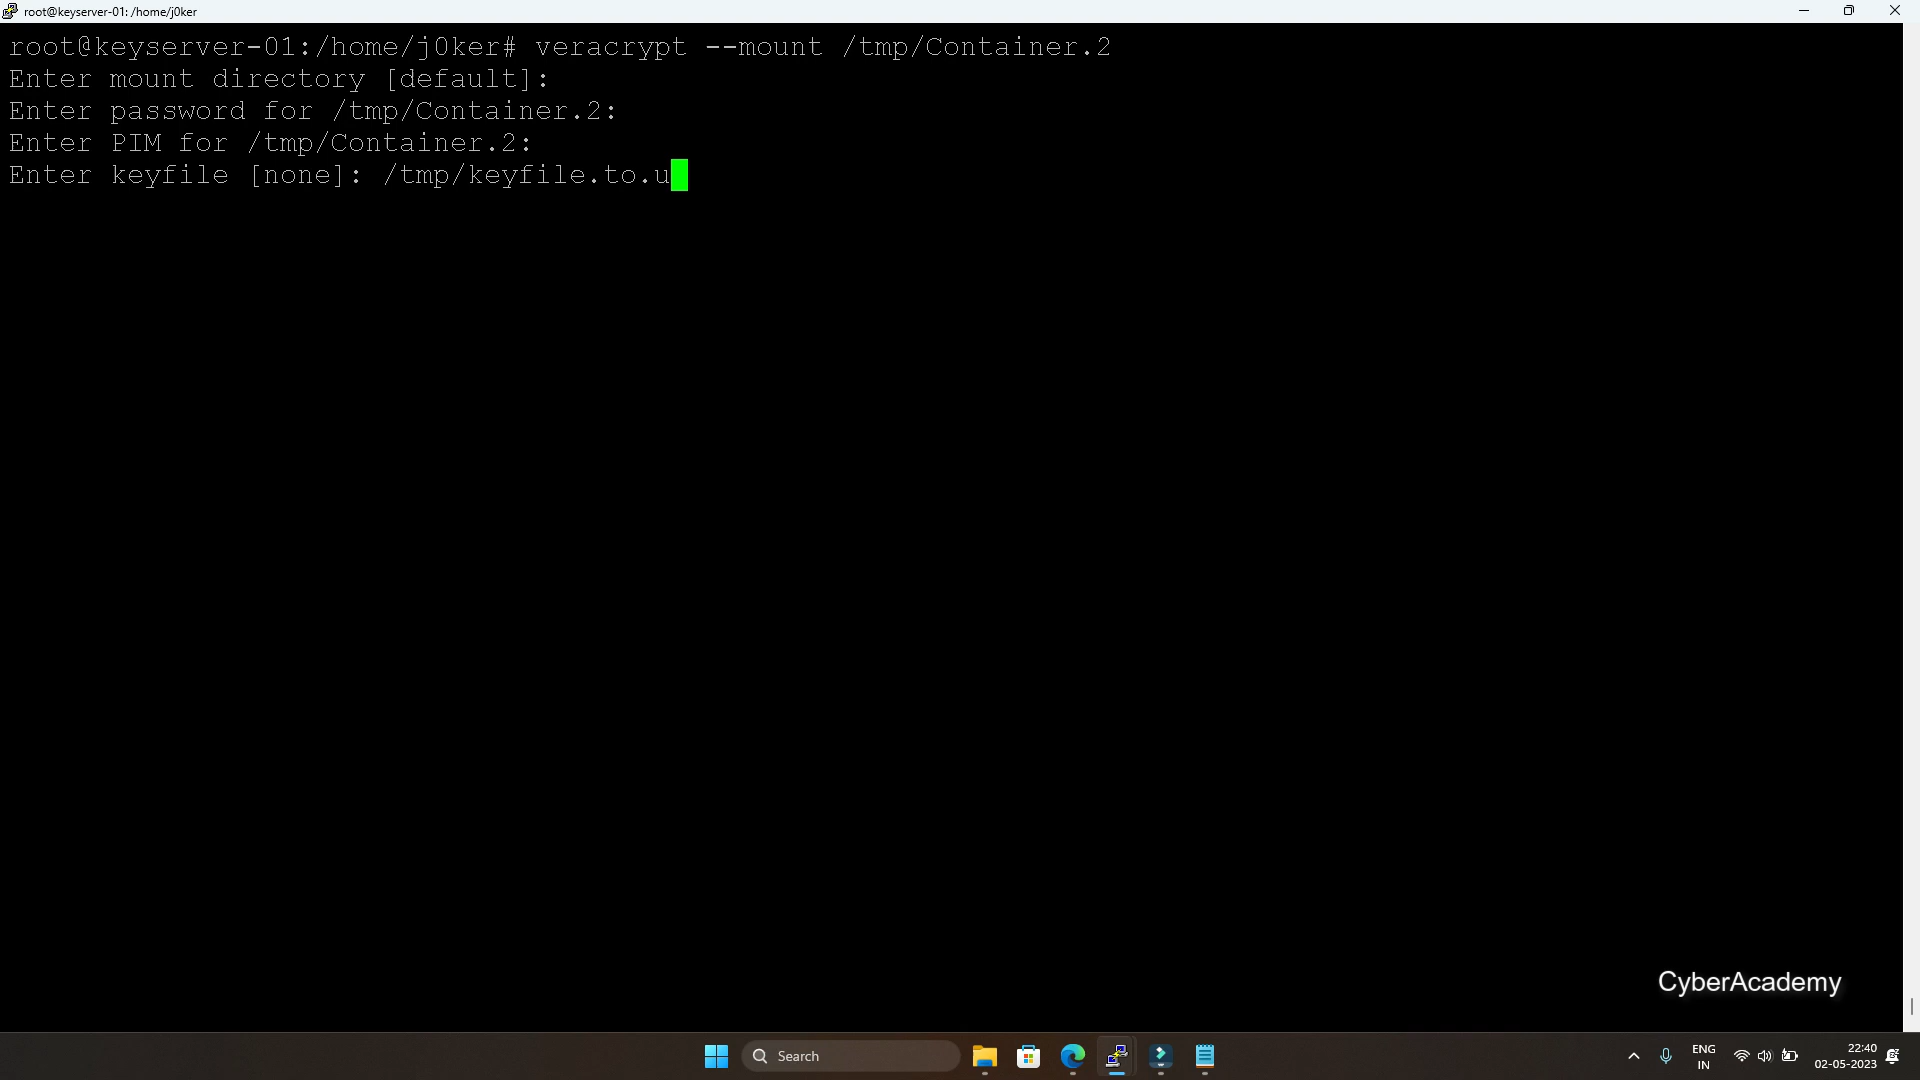 root@keyserver-01: /home/j0ker
root@keyserver-01:/home/j0ker# veracrypt --mount /tmp/Container.2
Enter mount directory [default]:
Enter password for /tmp/Container.2:
Enter PIM for /tmp/Container.2:
Enter keyfile [none]: /tmp/keyfile.to.u
CyberAcademy
Search
ENG
IN
22:40
02-05-2023